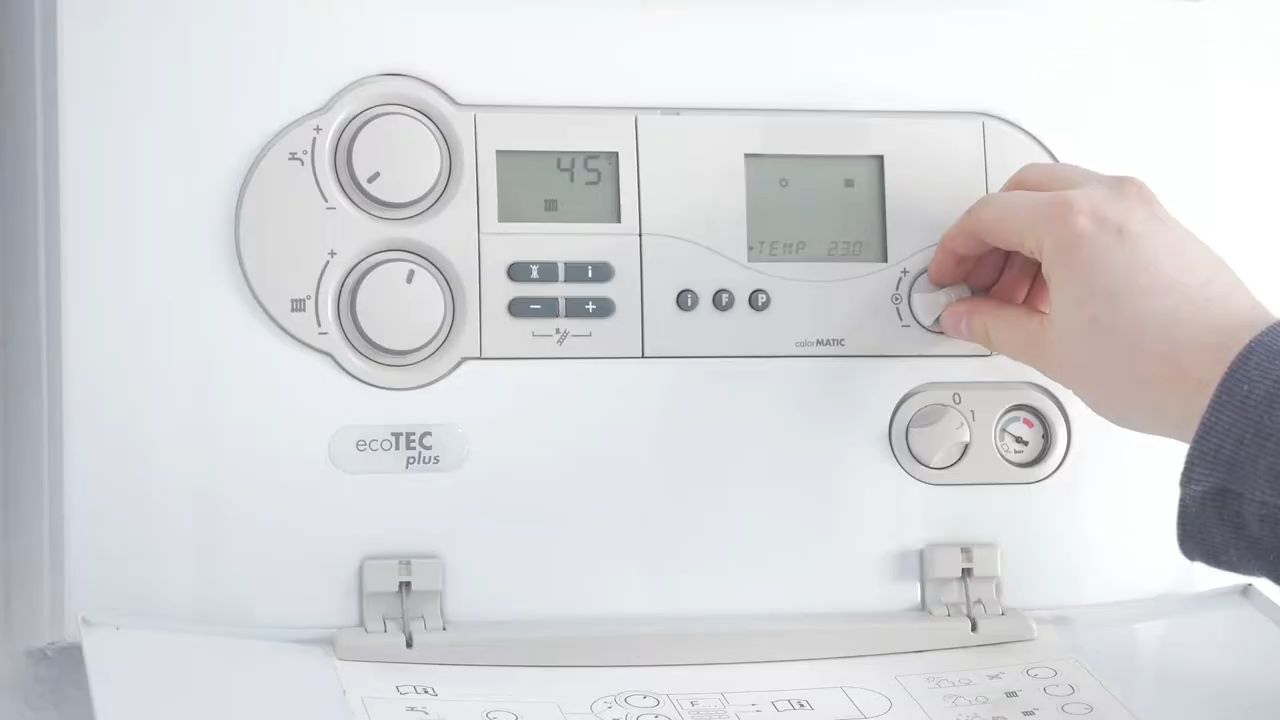 45°
TEMP 23.0
i
− +
i F P
+
−
+
−
+
−
calorMATIC
0
1
bar
ecoTEC
plus
F